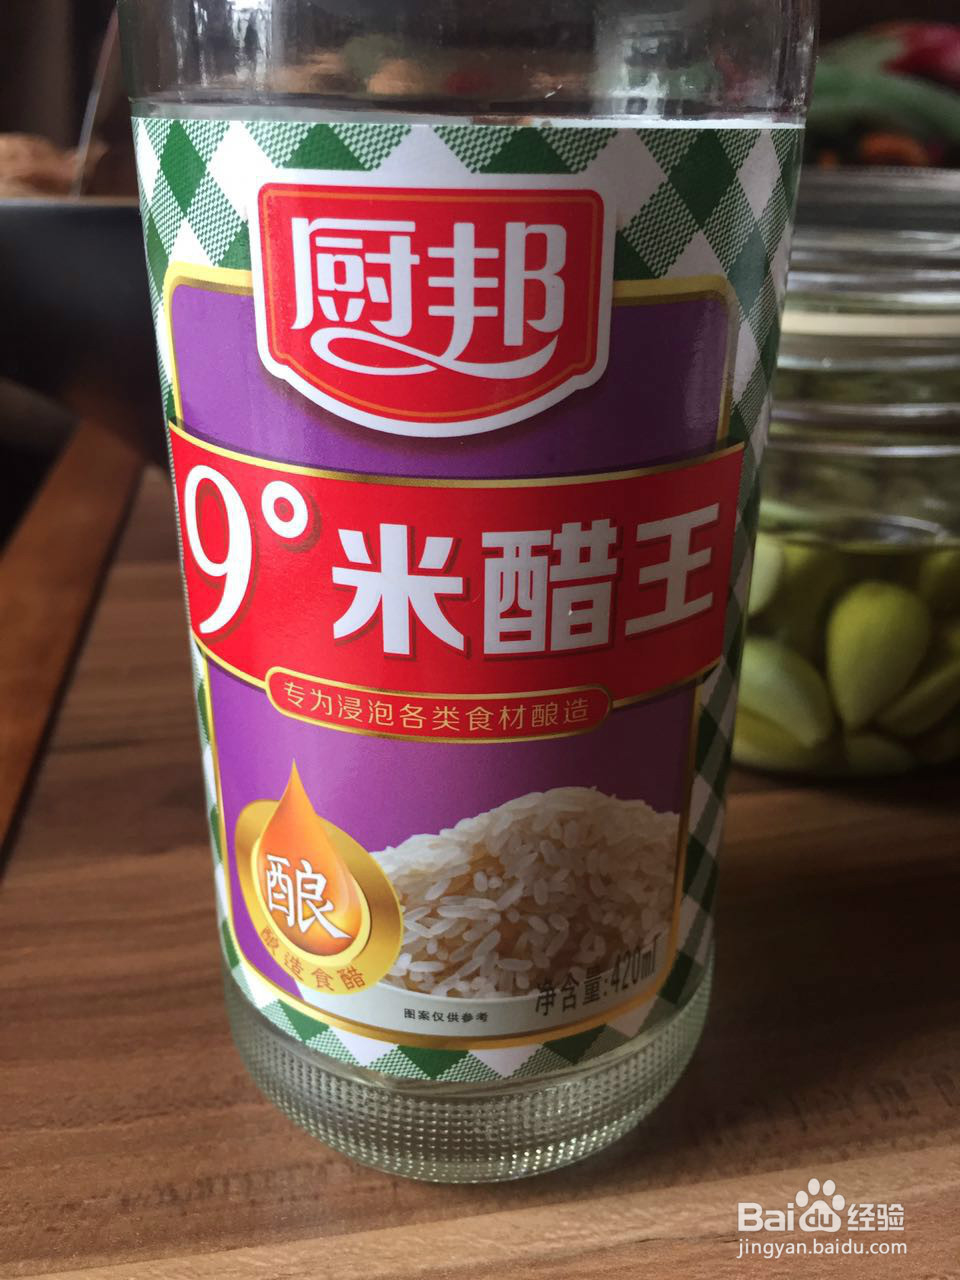 厨邦
9°米醋王
专为浸泡各类食材酿造
酿
酿造食醋
净含量:420ml
图案仅供参考
Bai du 经验
jingyan.baidu.com